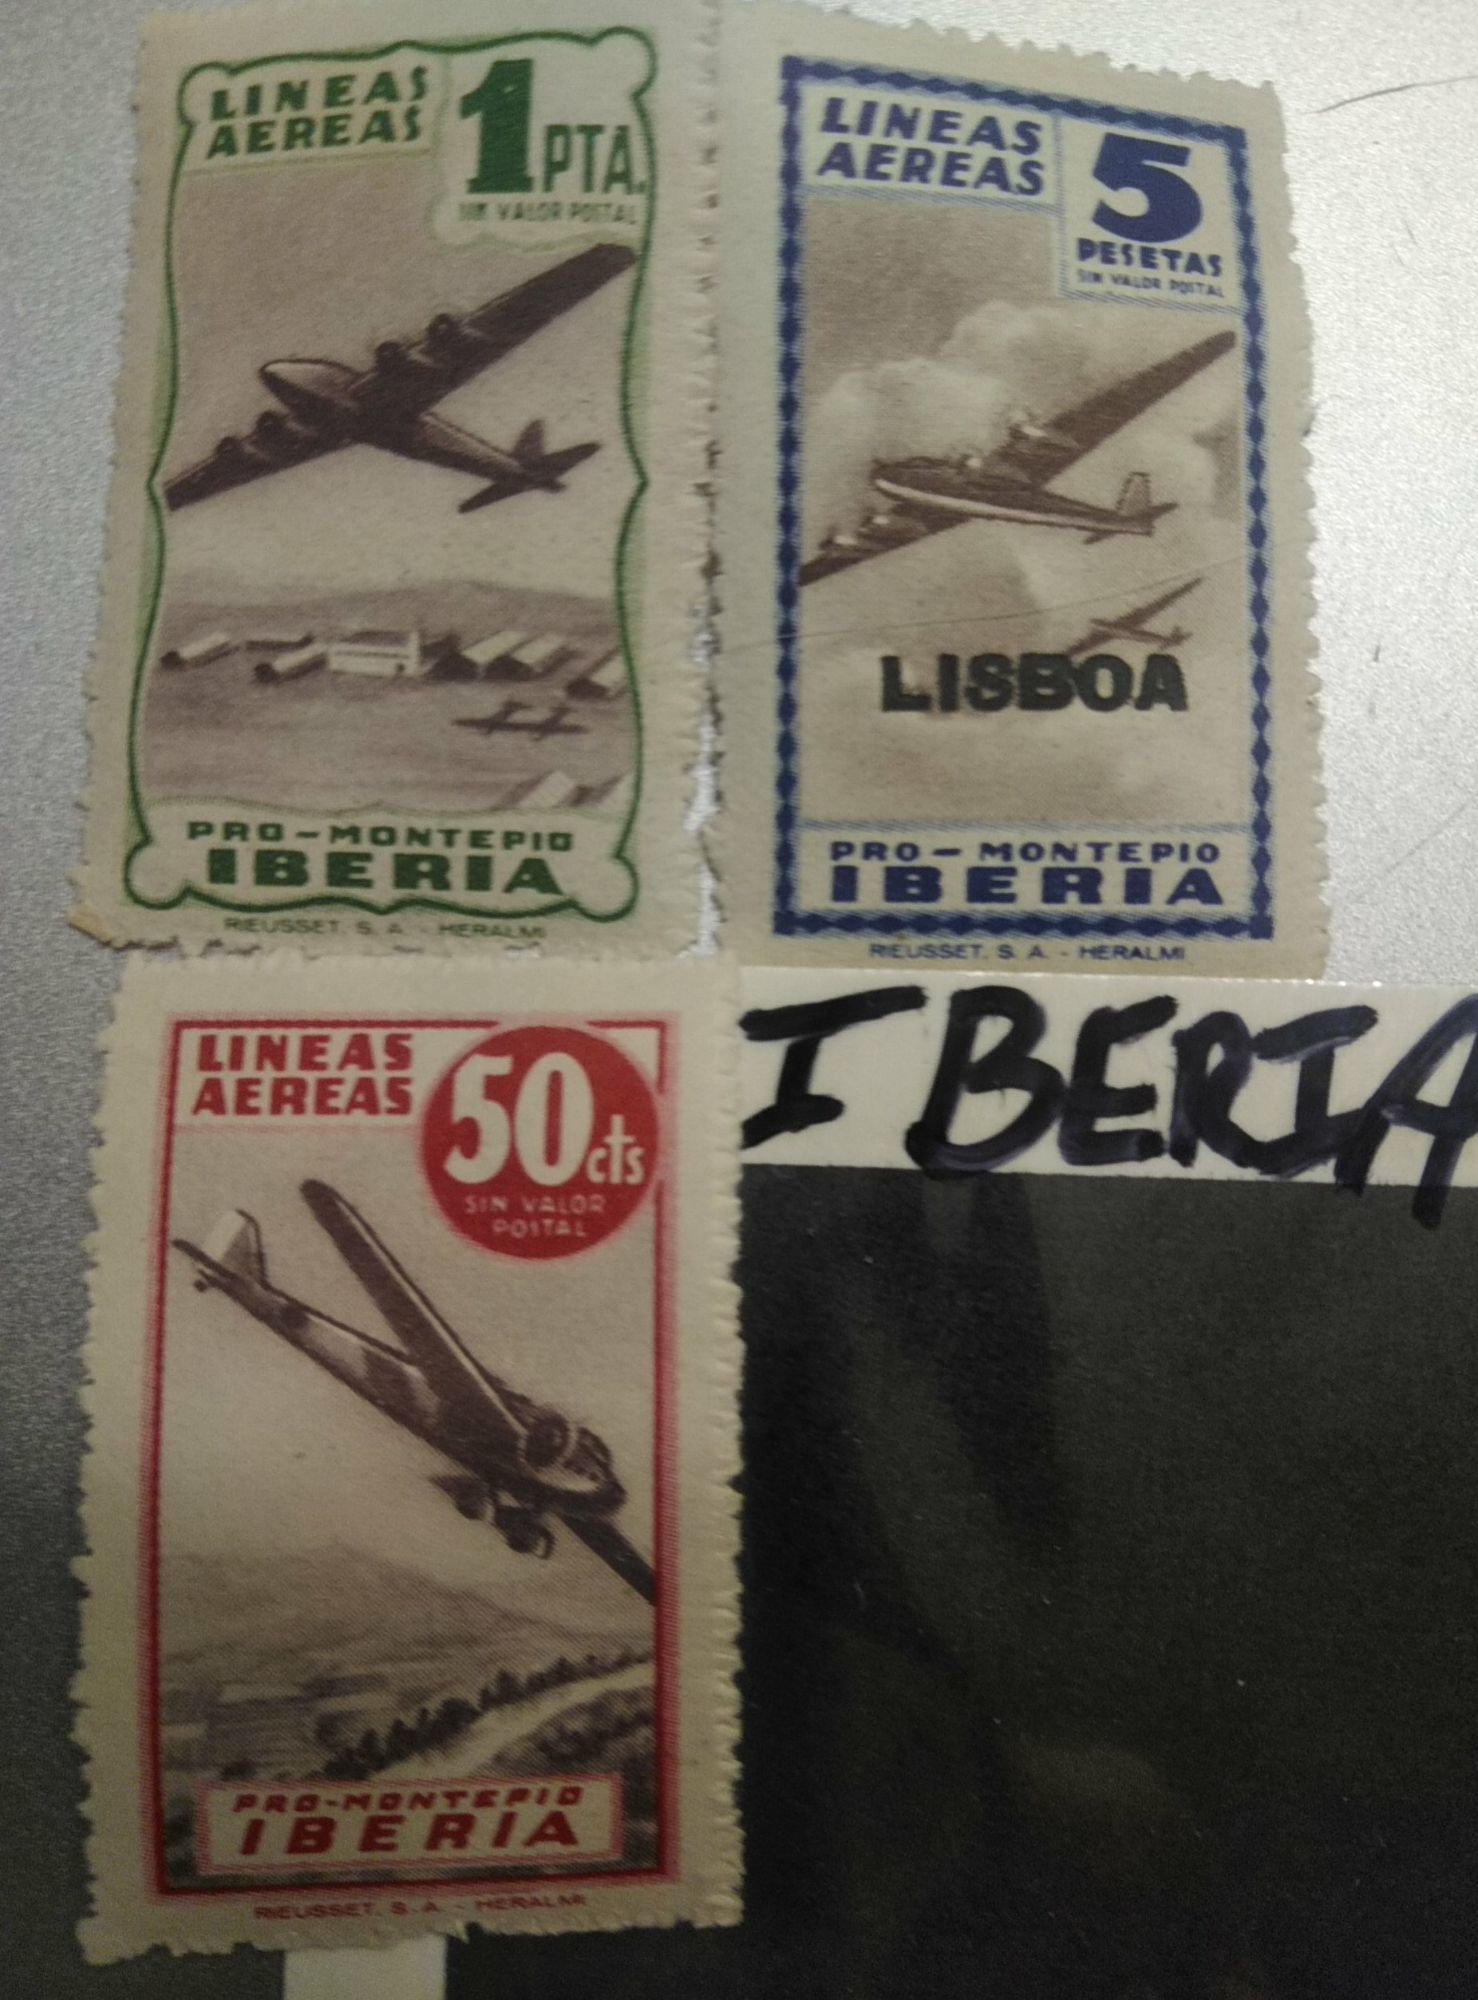 LINEAS
AEREAS
1 PTA.
SIN VALOR POSTAL
PRO-MONTEPIO
IBERIA
RIEUSSET, S. A. - HERALMI
LINEAS
AEREAS
5
PESETAS
SIN VALOR POSTAL
LISBOA
PRO-MONTEPIO
IBERIA
RIEUSSET. S. A. - HERALMI
IBERIA
LINEAS
AEREAS
50 cts
SIN VALOR
POSTAL
PRO-MONTEPIO
IBERIA
RIEUSSET, S. A. - HERALMI